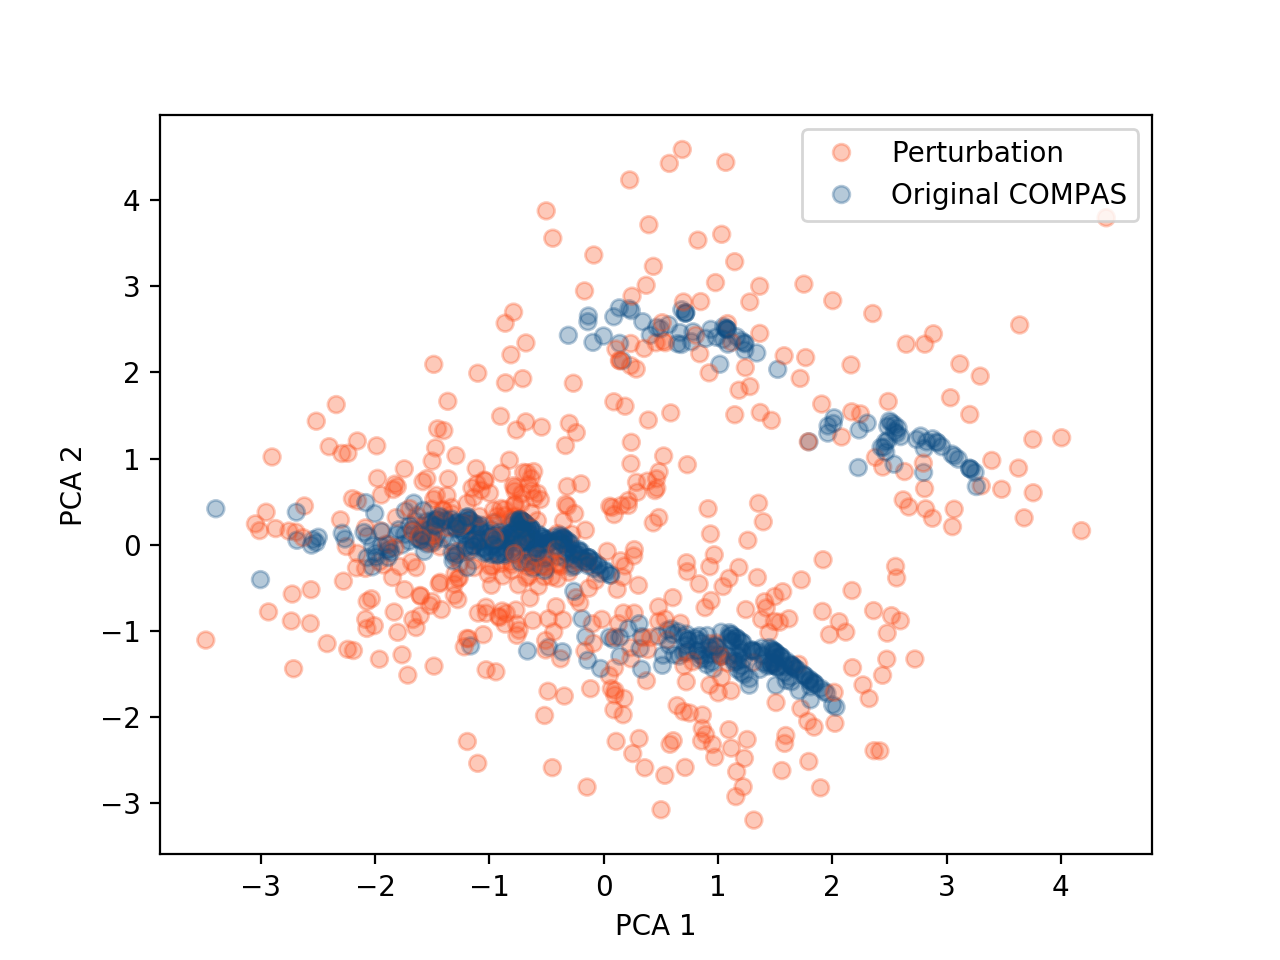 Perturbation
Original COMPAS
4
3
2
1
0
−1
−2
−3
PCA 2
−3 −2 −1 0 1 2 3 4
PCA 1